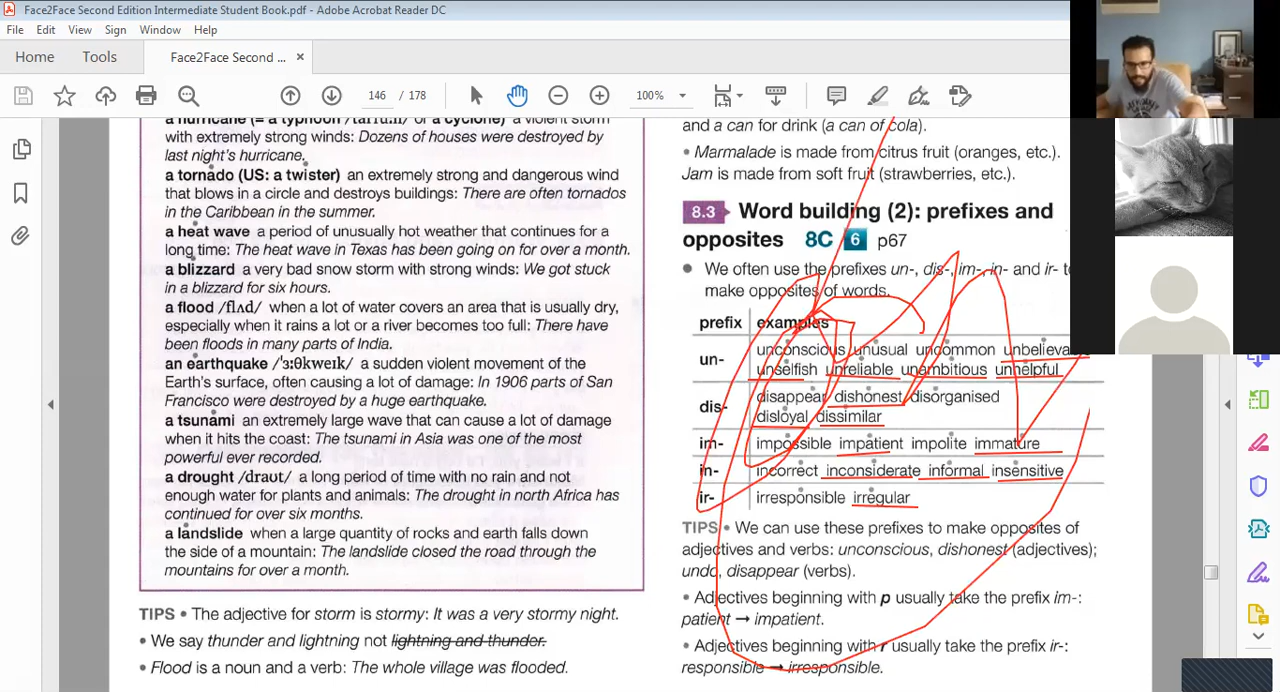 Face2Face Second Edition Intermediate Student Book.pdf - Adobe Acrobat Reader DC
File Edit View Sign Window Help
Home Tools Face2Face Second ... ×
146 / 178 100%
a hurricane (= a typhoon /taɪˈfuːn/ or a cyclone) a violent storm
with extremely strong winds: Dozens of houses were destroyed by
last night's hurricane.
a tornado (US: a twister) an extremely strong and dangerous wind
that blows in a circle and destroys buildings: There are often tornados
in the Caribbean in the summer.
a heat wave a period of unusually hot weather that continues for a
long time: The heat wave in Texas has been going on for over a month.
a blizzard a very bad snow storm with strong winds: We got stuck
in a blizzard for six hours.
a flood /flʌd/ when a lot of water covers an area that is usually dry,
especially when it rains a lot or a river becomes too full: There have
been floods in many parts of India.
an earthquake /ˈɜːθkweɪk/ a sudden violent movement of the
Earth's surface, often causing a lot of damage: In 1906 parts of San
Francisco were destroyed by a huge earthquake.
a tsunami an extremely large wave that can cause a lot of damage
when it hits the coast: The tsunami in Asia was one of the most
powerful ever recorded.
a drought /draʊt/ a long period of time with no rain and not
enough water for plants and animals: The drought in north Africa has
continued for over six months.
a landslide when a large quantity of rocks and earth falls down
the side of a mountain: The landslide closed the road through the
mountains for over a month.
TIPS • The adjective for storm is stormy: It was a very stormy night.
• We say thunder and lightning not lightning and thunder.
• Flood is a noun and a verb: The whole village was flooded.
and a can for drink (a can of cola).
• Marmalade is made from citrus fruit (oranges, etc.).
Jam is made from soft fruit (strawberries, etc.).
8.3 Word building (2): prefixes and
opposites 8C 6 p67
● We often use the prefixes un-, dis-, im-, in- and ir- to
make opposites of words.
prefix examples
un- unconscious unusual uncommon
unselfish unreliable unambitious unhelpful
dis- disappear dishonest disorganised
disloyal dissimilar
im- impossible impatient impolite immature
in- incorrect inconsiderate informal insensitive
ir- irresponsible irregular
TIPS • We can use these prefixes to make opposites of
adjectives and verbs: unconscious, dishonest (adjectives);
undo, disappear (verbs).
• Adjectives beginning with p usually take the prefix im-:
patient → impatient.
• Adjectives beginning with r usually take the prefix ir-:
responsible → irresponsible.